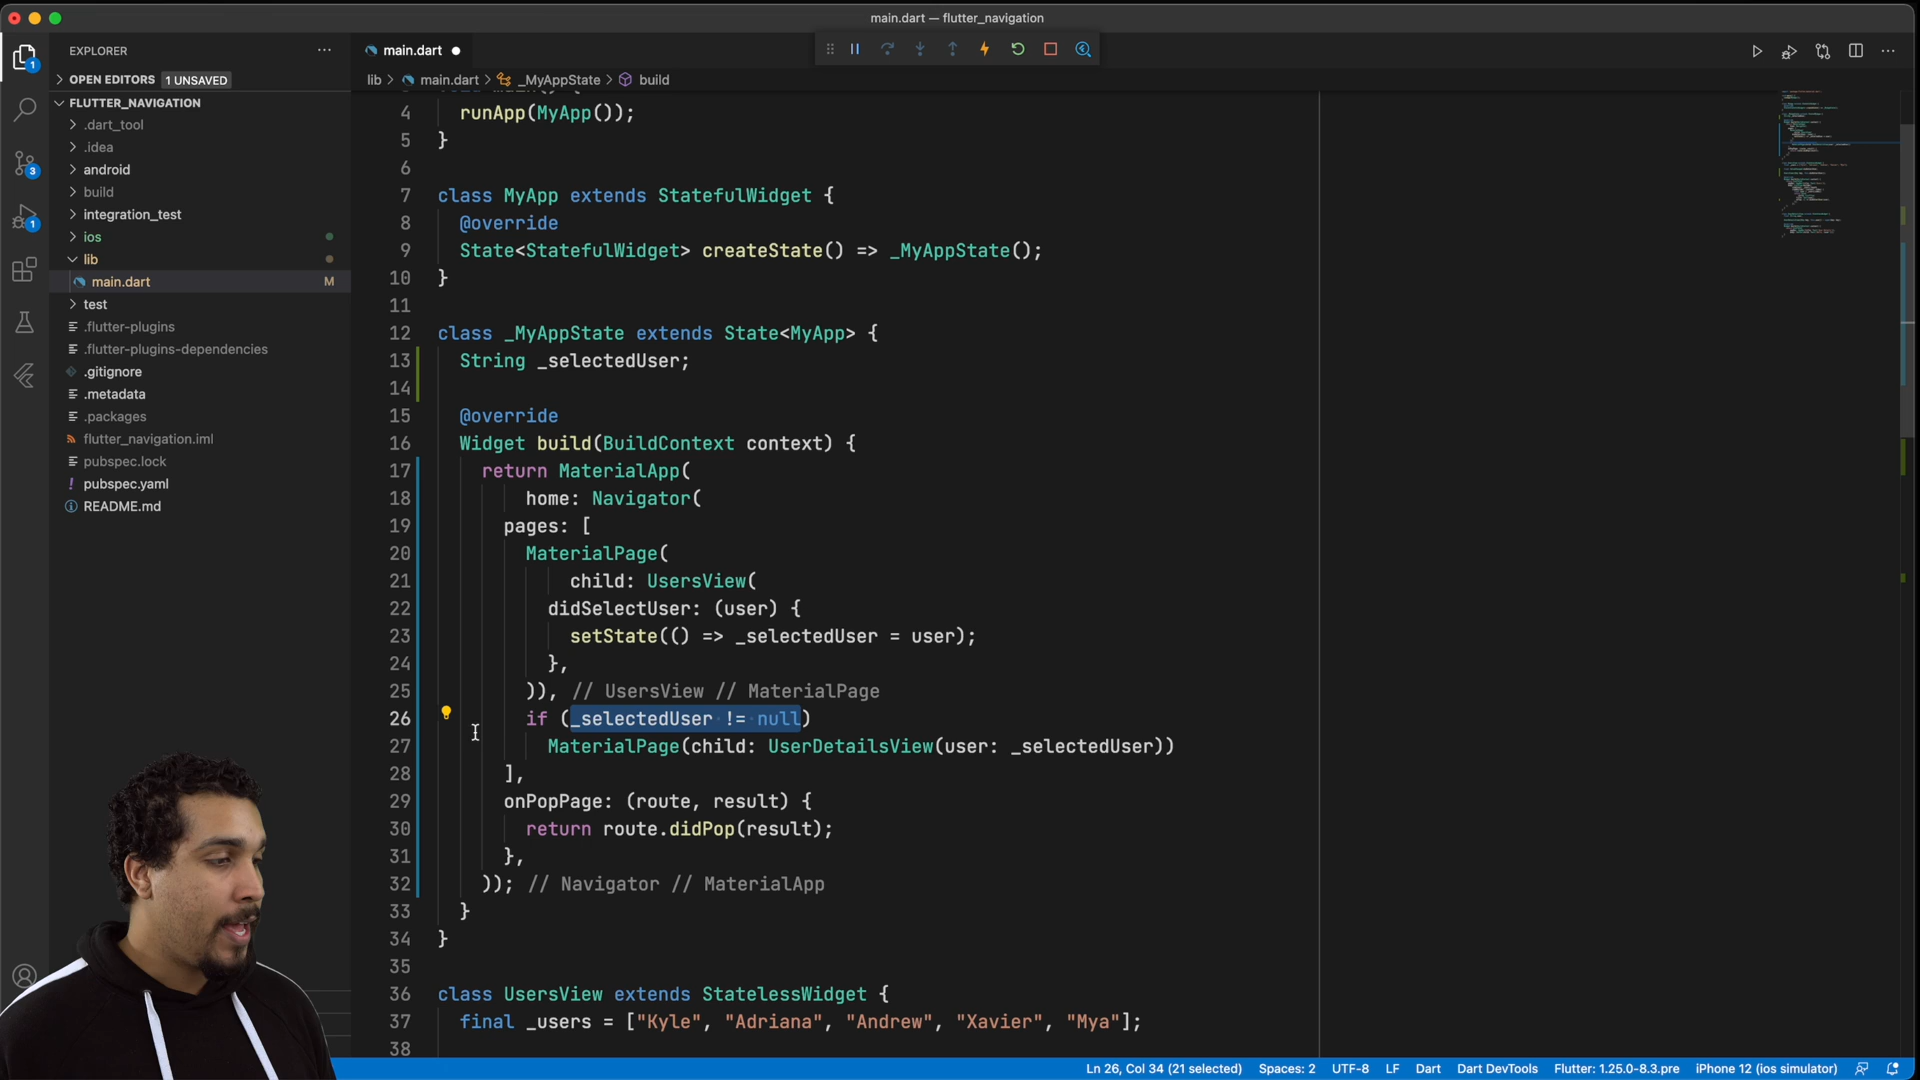 main.dart — flutter_navigation
EXPLORER
OPEN EDITORS 1 UNSAVED
FLUTTER_NAVIGATION
.dart_tool
.idea
android
build
integration_test
ios
lib
main.dart M
test
.flutter-plugins
.flutter-plugins-dependencies
.gitignore
.metadata
.packages
flutter_navigation.iml
pubspec.lock
! pubspec.yaml
README.md
1
3
1
main.dart
lib > main.dart > _MyAppState > build
4 runApp(MyApp());
5 }
6
7 class MyApp extends StatefulWidget {
8 @override
9 State<StatefulWidget> createState() => _MyAppState();
10 }
11
12 class _MyAppState extends State<MyApp> {
13 String _selectedUser;
14
15 @override
16 Widget build(BuildContext context) {
17 return MaterialApp(
18 home: Navigator(
19 pages: [
20 MaterialPage(
21 child: UsersView(
22 didSelectUser: (user) {
23 setState(() => _selectedUser = user);
24 },
25 )), // UsersView // MaterialPage
26 if (_selectedUser != null)
27 MaterialPage(child: UserDetailsView(user: _selectedUser))
28 ],
29 onPopPage: (route, result) {
30 return route.didPop(result);
31 },
32 )); // Navigator // MaterialApp
33 }
34 }
35
36 class UsersView extends StatelessWidget {
37 final _users = ["Kyle", "Adriana", "Andrew", "Xavier", "Mya"];
38
Ln 26, Col 34 (21 selected) Spaces: 2 UTF-8 LF Dart Dart DevTools Flutter: 1.25.0-8.3.pre iPhone 12 (ios simulator)